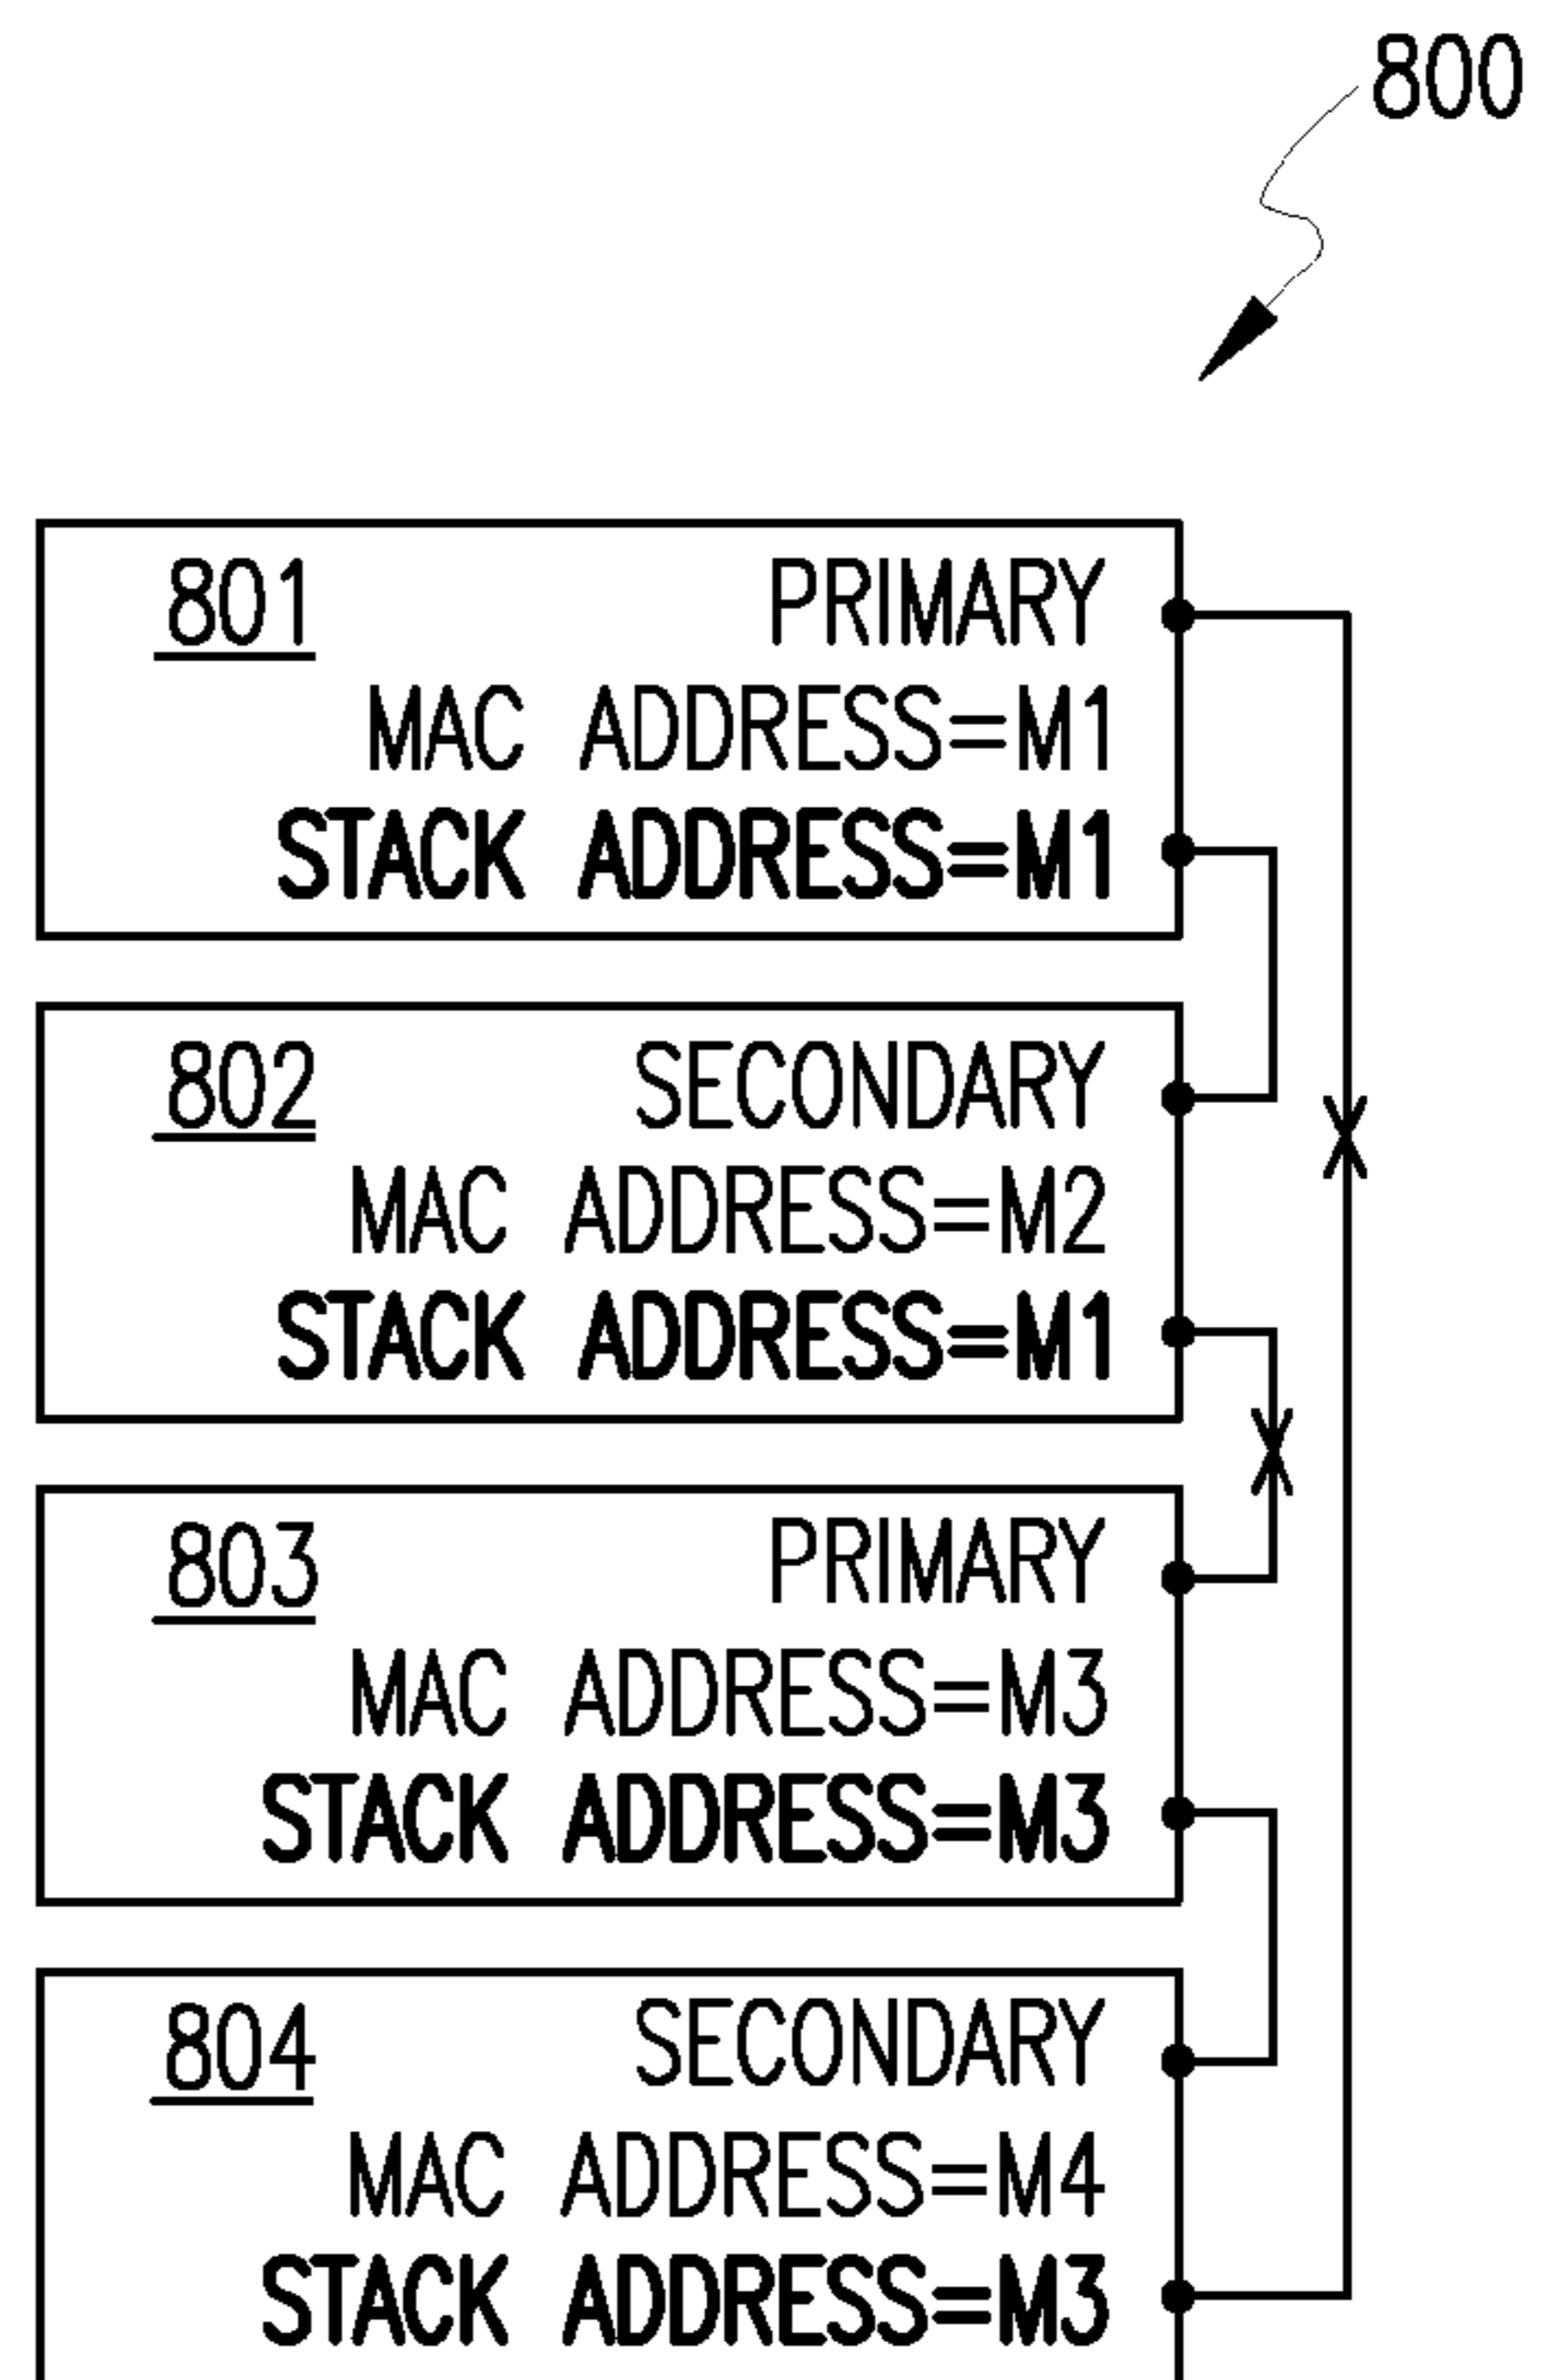 800
801 PRIMARY
MAC ADDRESS=M1
STACK ADDRESS=M1
802 SECONDARY
MAC ADDRESS=M2
STACK ADDRESS=M1
803 PRIMARY
MAC ADDRESS=M3
STACK ADDRESS=M3
804 SECONDARY
MAC ADDRESS=M4
STACK ADDRESS=M3